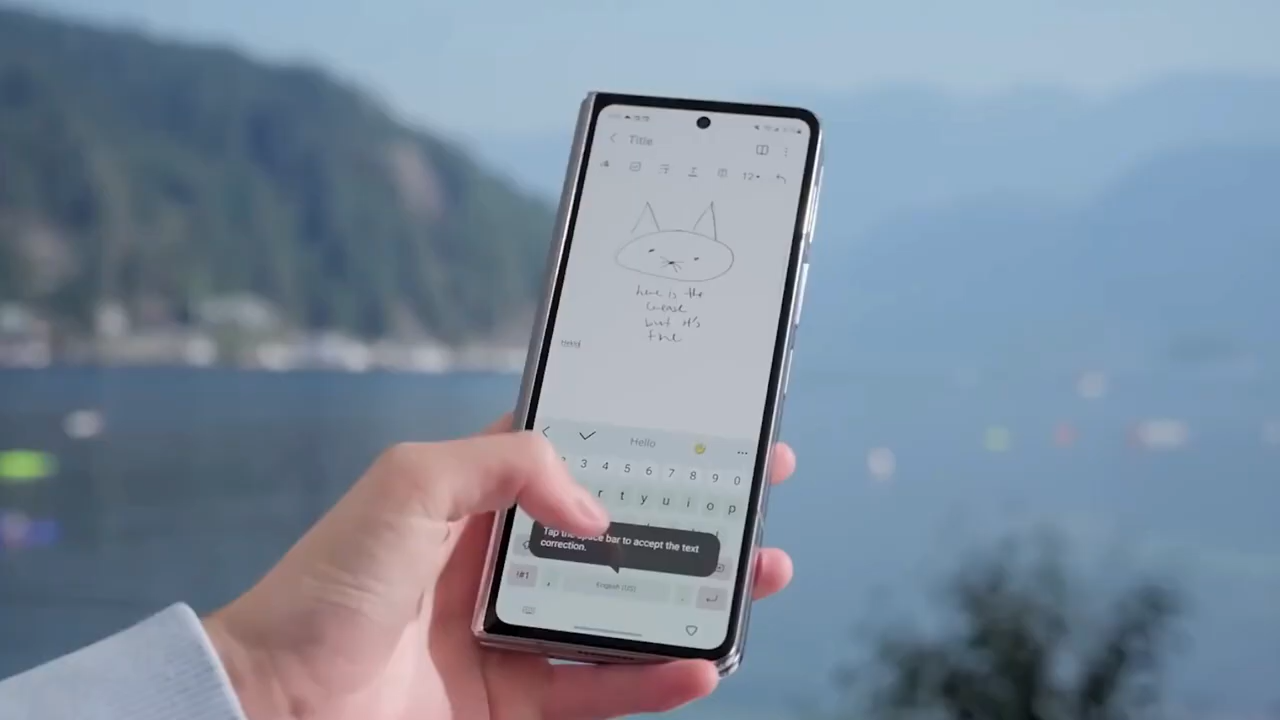 Title
12
here is the
crease
but it's
fine
Hello
3 4 5 6 7 8 9 0
r t y u i o p
Tap the space bar to accept the text
correction.
!#1 , English (US) .